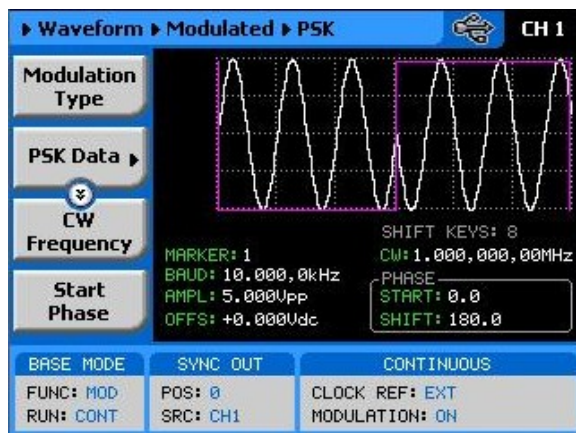 Waveform Modulated PSK CH 1
Modulation
Type
PSK Data
CW
Frequency
Start
Phase
SHIFT KEYS: 8
MARKER: 1
CW: 1.000,000,00MHz
BAUD: 10.000,0kHz
PHASE
AMPL: 5.000Vpp
START: 0.0
OFFS: +0.000Vdc
SHIFT: 180.0
BASE MODE
FUNC: MOD
RUN: CONT
SYNC OUT
POS: 0
SRC: CH1
CONTINUOUS
CLOCK REF: EXT
MODULATION: ON